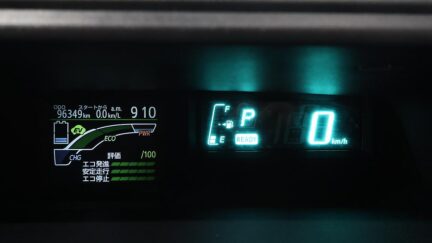 ODO スタートから a.m.
96349km 0.0km/L 9 10
EV
ECO
PWR
CHG
評価 /100
エコ発進
安定走行
エコ停止
F
P
E
READY
0 km/h